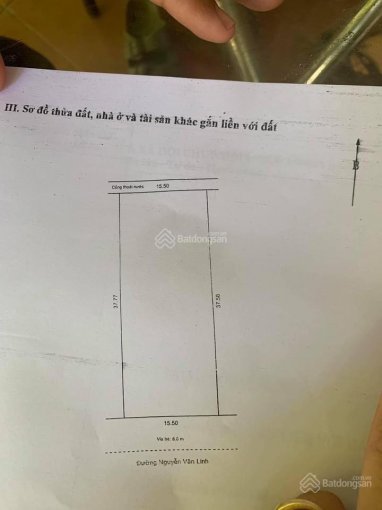 III. Sơ đồ thửa đất, nhà ở và tài sản khác gắn liền với đất
B
Cống thoát nước
15.50
37.77
37.50
Batdongsan
.com.vn
15.50
Vỉa hè: 6.0 m
Đường Nguyễn Văn Linh
Batdongsan
.com.vn